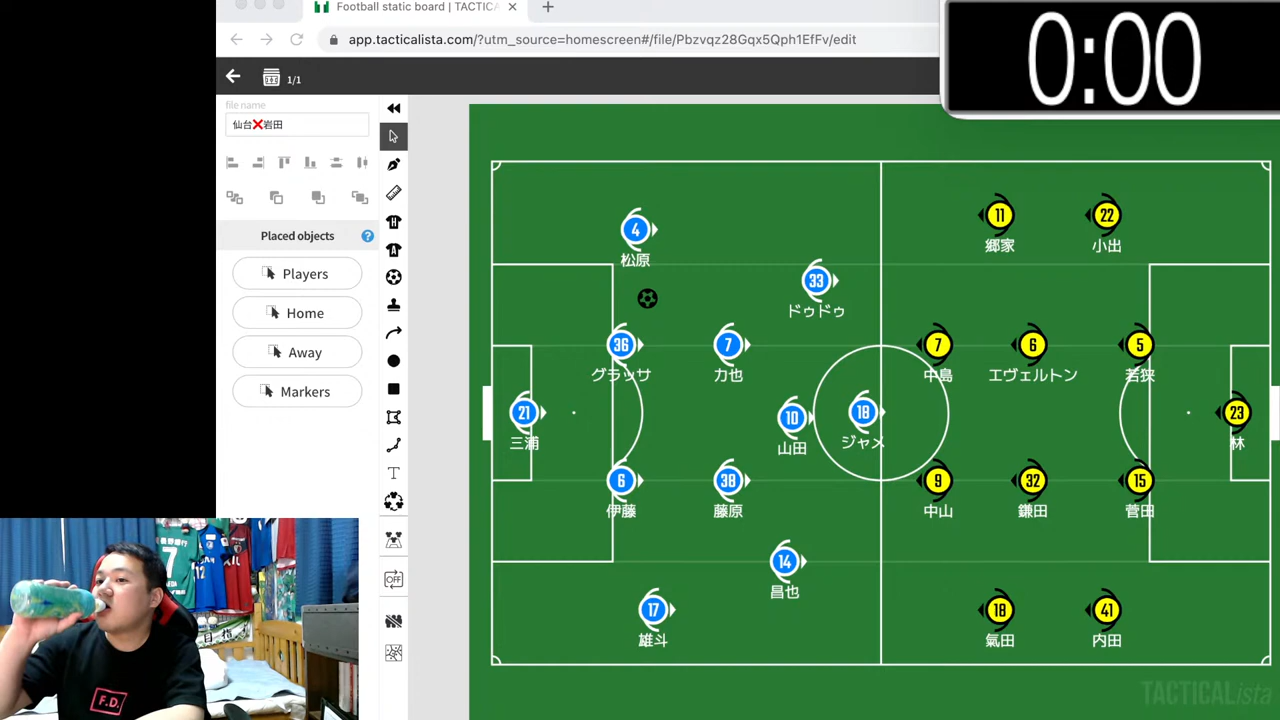 Football static board | TACTICA
0:00
app.tacticalista.com/?utm_source=homescreen#/file/Pbzvqz28Gqx5Qph1EfFv/edit
1/1
file name
仙台❌岩田
Placed objects
?
Players
Home
Away
Markers
H
A
T
OFF
4
松原
33
ドゥドゥ
36
グラッサ
7
力也
21
三浦
10
山田
18
ジャメ
6
伊藤
38
藤原
14
昌也
17
雄斗
11
郷家
22
小出
7
中島
6
エヴェルトン
5
若狭
23
林
9
中山
32
鎌田
15
菅田
18
氣田
41
内田
TACTICALista
7
12
F.D.